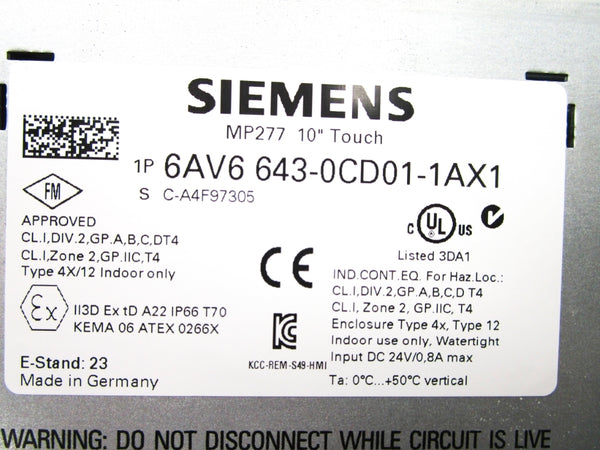 SIEMENS
MP277 10" Touch
1P 6AV6 643-0CD01-1AX1
S C-A4F97305
FM
APPROVED
CL.I,DIV.2,GP.A,B,C,DT4
CL.I,Zone 2,GP.IIC,T4
Type 4X/12 Indoor only
Ex
II3D Ex tD A22 IP66 T70
KEMA 06 ATEX 0266X
E-Stand: 23
Made in Germany
CE
KCC-REM-S49-HMI
c UL US
Listed 3DA1
IND.CONT.EQ. For Haz.Loc.:
CL.I,DIV.2,GP.A,B,C,D T4
CL.I, Zone 2, GP.IIC, T4
Enclosure Type 4x, Type 12
Indoor use only, Watertight
Input DC 24V/0,8A max
Ta: 0°C...+50°C vertical
WARNING: DO NOT DISCONNECT WHILE CIRCUIT IS LIVE